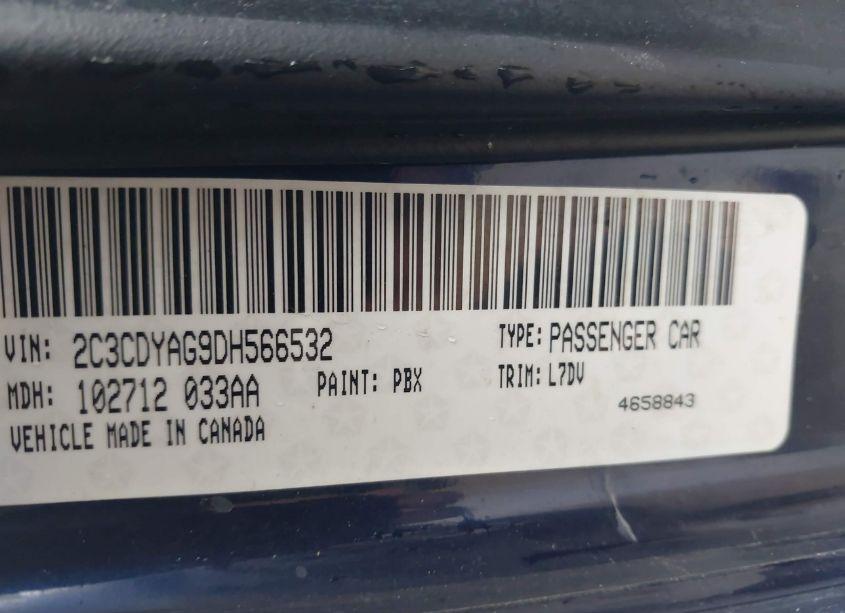 VIN: 2C3CDYAG9DH566532 TYPE: PASSENGER CAR
MDH: 102712 033AA PAINT: PBX TRIM: L7DV
4658843
VEHICLE MADE IN CANADA